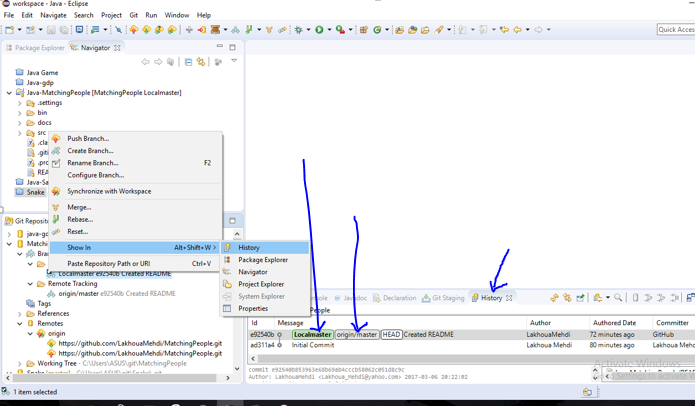 workspace - Java - Eclipse
File Edit Navigate Search Project Git Run Window Help
Quick Access
Package Explorer Navigator
Java Game
Java-gdp
Java-MatchingPeople [MatchingPeople Localmaster]
.settings
bin
docs
src
.cla
.giti
.pro
REA
Java-Sa
Snake
Push Branch...
Create Branch...
Rename Branch... F2
Configure Branch...
Synchronize with Workspace
Merge...
Rebase...
Reset...
Show In Alt+Shift+W
Paste Repository Path or URI Ctrl+V
History
Package Explorer
Navigator
Project Explorer
System Explorer
Properties
Git Reposito
java-g
Matchin
Bran
Localmaster e92540b Created README
Remote Tracking
origin/master e92540b Created README
Tags
References
Remotes
origin
https://github.com/LakhouaMehdi/MatchingPeople.git
https://github.com/LakhouaMehdi/MatchingPeople.git
Working Tree - C:\Users\ASUS\git\MatchingPeople
Javadoc Declaration Git Staging History
People
Id Message Author Authored Date Committer
e92540b Localmaster origin/master HEAD Created README LakhouaMehdi 72 minutes ago GitHub
ad311a4 Initial Commit LakhouaMehdi 80 minutes ago Lakhoua Mehdi
commit e92540b853963e68b69ab4cccb58062c051d8c9c
Author: LakhouaMehdi <Lakhoua_Mehdi@yahoo.com> 2017-03-06 20:22:02
Activate Windows
1 item selected